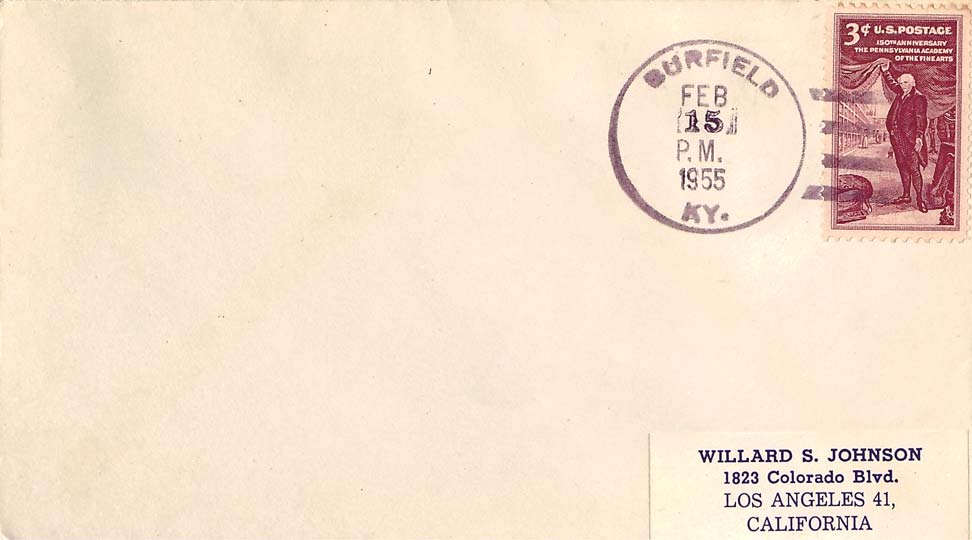 BURFIELD
FEB
15
P.M.
1955
KY.
3¢ U.S. POSTAGE
150TH ANNIVERSARY
THE PENNSYLVANIA ACADEMY
OF THE FINE ARTS
WILLARD S. JOHNSON
1823 Colorado Blvd.
LOS ANGELES 41,
CALIFORNIA